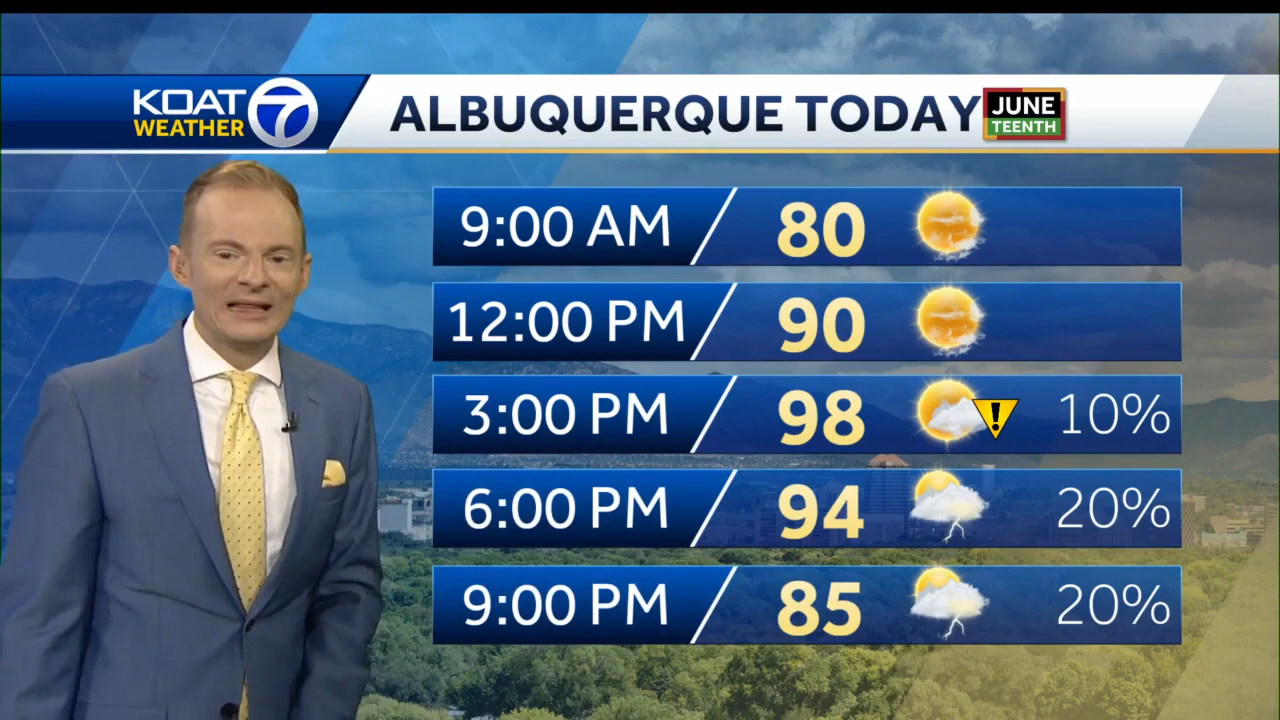 KOAT
WEATHER
7
ALBUQUERQUE TODAY
JUNE
TEENTH
9:00 AM 80
12:00 PM 90
3:00 PM 98 ! 10%
6:00 PM 94 20%
9:00 PM 85 20%